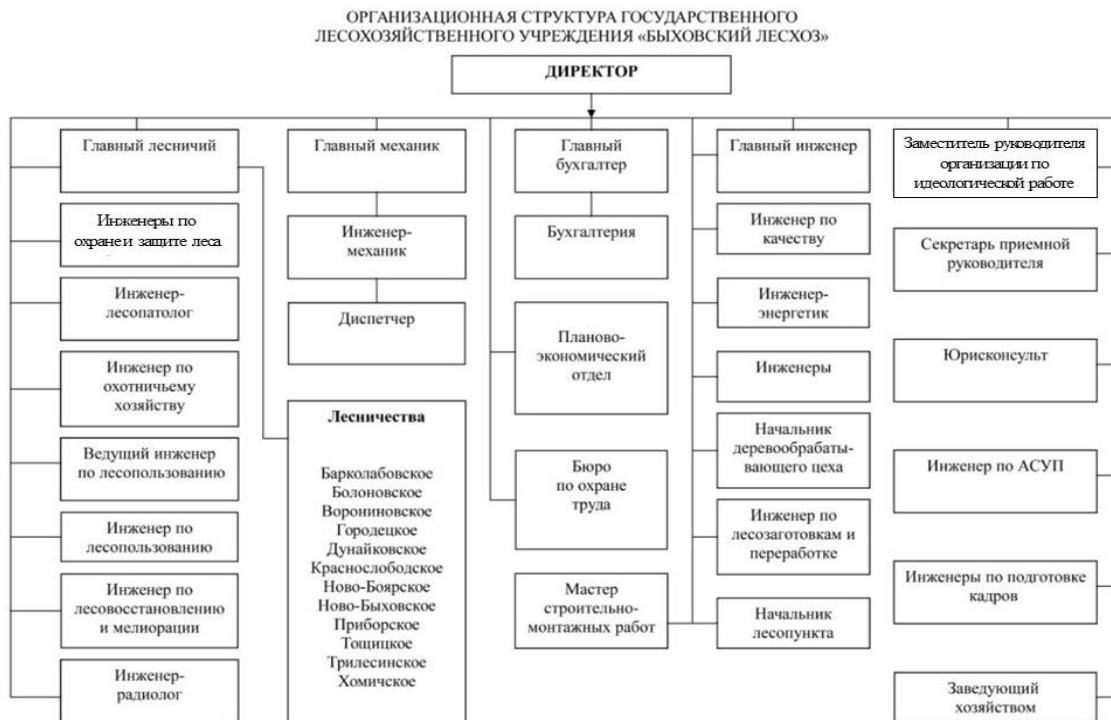 ОРГАНИЗАЦИОННАЯ СТРУКТУРА ГОСУДАРСТВЕННОГО
ЛЕСОХОЗЯЙСТВЕННОГО УЧРЕЖДЕНИЯ «БЫХОВСКИЙ ЛЕСХОЗ»
ДИРЕКТОР
Главный лесничий
Инженеры по
охране и защите леса
Инженер-
лесопатолог
Инженер по
охотничьему
хозяйству
Ведущий инженер
по лесопользованию
Инженер по
лесопользованию
Инженер по
лесовосстановлению
и мелиорации
Инженер-
радиолог
Главный механик
Инженер-
механик
Диспетчер
Лесничества
Барколабовское
Болоновское
Ворониновское
Городецкое
Дунайковское
Краснослободское
Ново-Боярское
Ново-Быховское
Приборское
Тощицкое
Трилесинское
Хомичское
Главный
бухгалтер
Бухгалтерия
Планово-
экономический
отдел
Бюро
по охране
труда
Мастер
строительно-
монтажных работ
Главный инженер
Инженер по
качеству
Инженер-
энергетик
Инженеры
Начальник
деревообрабаты-
вающего цеха
Инженер по
лесозаготовкам и
переработке
Начальник
лесопункта
Заместитель руководителя
организации по
идеологической работе
Секретарь приемной
руководителя
Юрисконсульт
Инженер по АСУП
Инженеры по подготовке
кадров
Заведующий
хозяйством